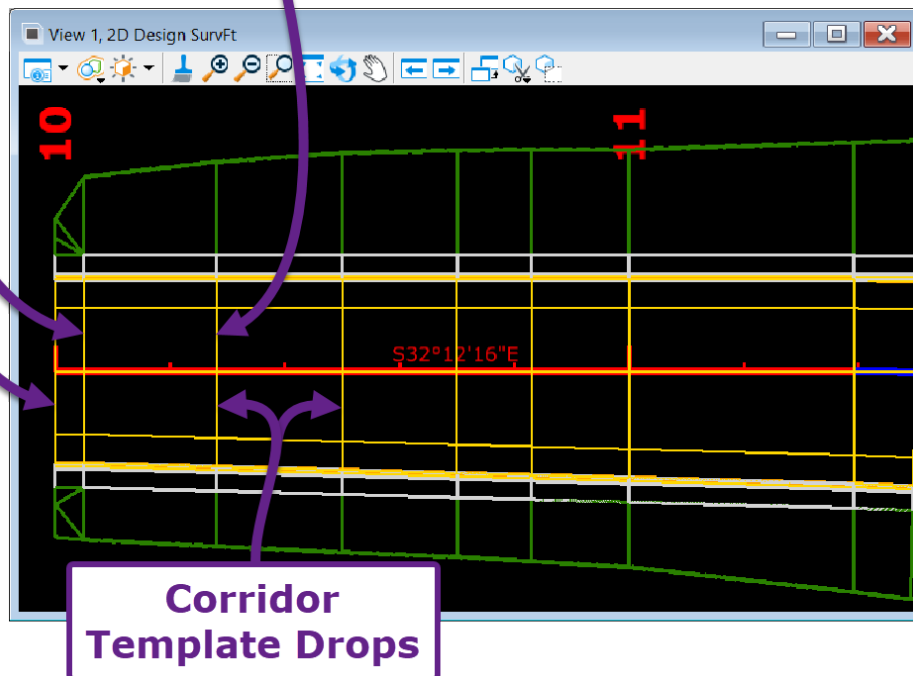 View 1, 2D Design SurvFt
10
11
S32°12'16"E
Corridor
Template Drops